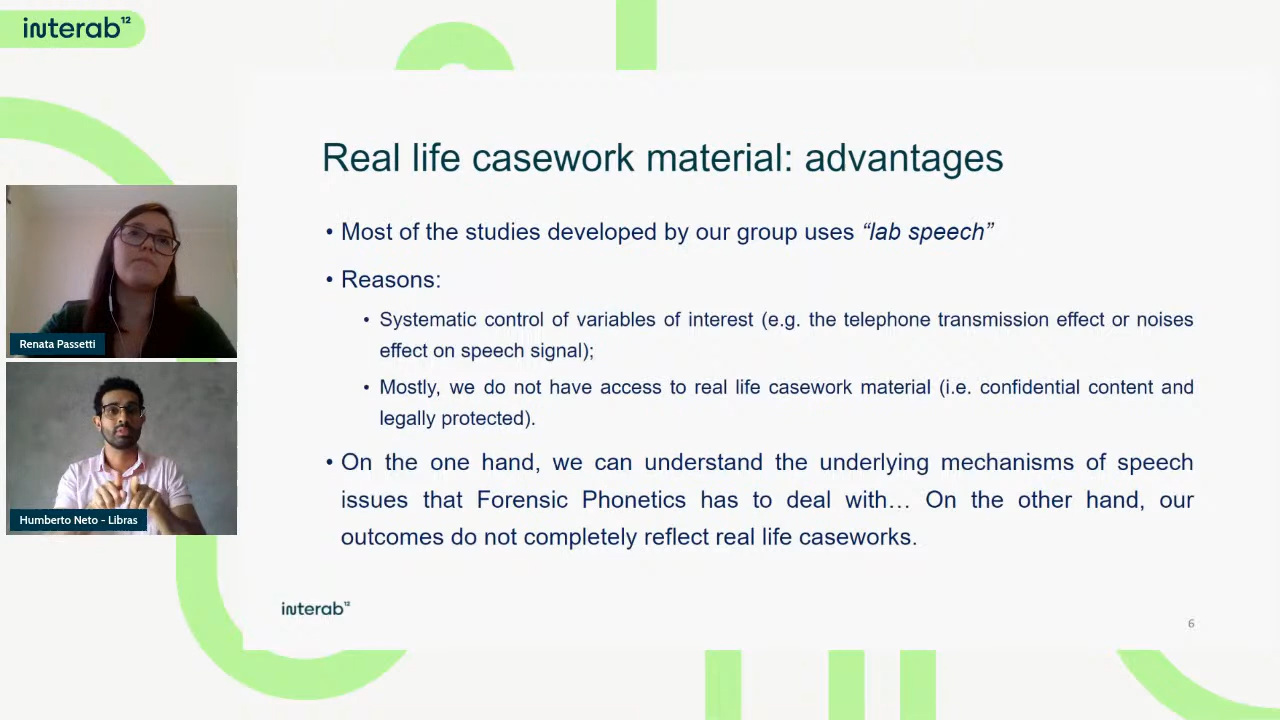 interab¹²
Real life casework material: advantages
• Most of the studies developed by our group uses “lab speech”
• Reasons:
• Systematic control of variables of interest (e.g. the telephone transmission effect or noises
effect on speech signal);
• Mostly, we do not have access to real life casework material (i.e. confidential content and
legally protected).
• On the one hand, we can understand the underlying mechanisms of speech
issues that Forensic Phonetics has to deal with… On the other hand, our
outcomes do not completely reflect real life caseworks.
Renata Passetti
Humberto Neto - Libras
interab¹²
6